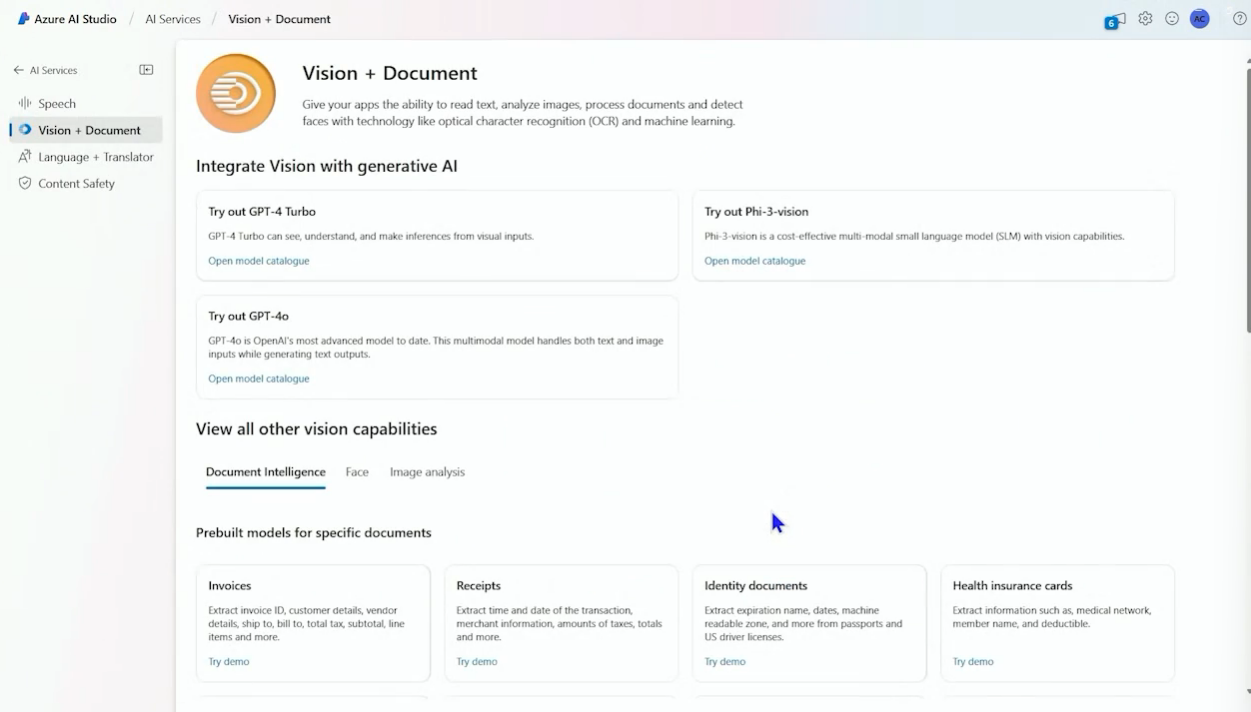 Azure AI Studio / AI Services / Vision + Document
6
AC
AI Services
Speech
Vision + Document
Language + Translator
Content Safety
Vision + Document
Give your apps the ability to read text, analyze images, process documents and detect
faces with technology like optical character recognition (OCR) and machine learning.
Integrate Vision with generative AI
Try out GPT-4 Turbo
GPT-4 Turbo can see, understand, and make inferences from visual inputs.
Open model catalogue
Try out Phi-3-vision
Phi-3-vision is a cost-effective multi-modal small language model (SLM) with vision capabilities.
Open model catalogue
Try out GPT-4o
GPT-4o is OpenAI's most advanced model to date. This multimodal model handles both text and image
inputs while generating text outputs.
Open model catalogue
View all other vision capabilities
Document Intelligence
Face
Image analysis
Prebuilt models for specific documents
Invoices
Extract invoice ID, customer details, vendor
details, ship to, bill to, total tax, subtotal, line
items and more.
Try demo
Receipts
Extract time and date of the transaction,
merchant information, amounts of taxes, totals
and more.
Try demo
Identity documents
Extract expiration name, dates, machine
readable zone, and more from passports and
US driver licenses.
Try demo
Health insurance cards
Extract information such as, medical network,
member name, and deductible.
Try demo